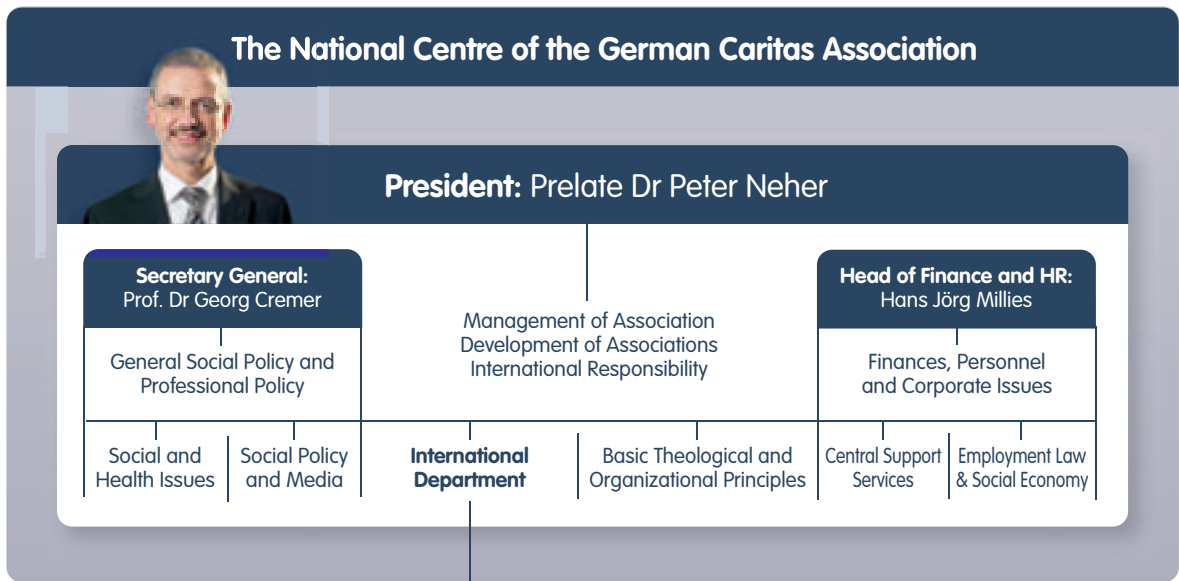 The National Centre of the German Caritas Association
President: Prelate Dr Peter Neher
Secretary General:
Prof. Dr Georg Cremer
General Social Policy and
Professional Policy
Management of Association
Development of Associations
International Responsibility
Head of Finance and HR:
Hans Jörg Millies
Finances, Personnel
and Corporate Issues
Social and
Health Issues
Social Policy
and Media
International
Department
Basic Theological and
Organizational Principles
Central Support
Services
Employment Law
& Social Economy